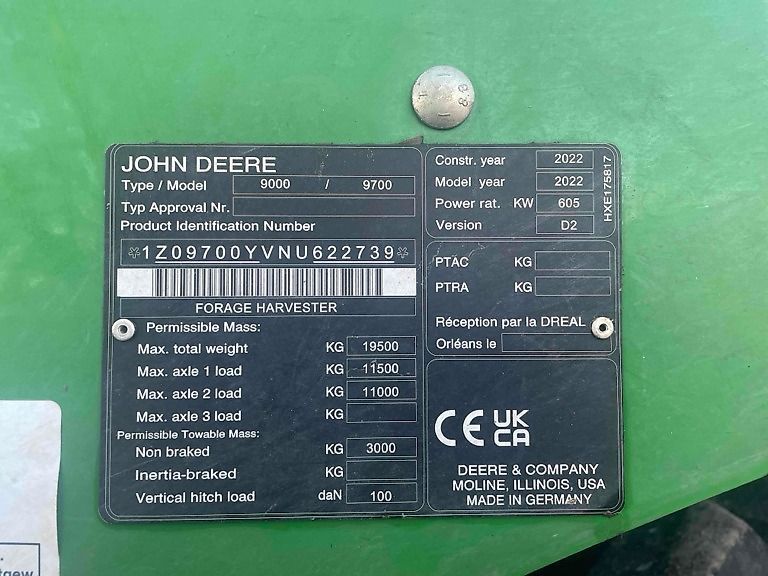 8.8
JOHN DEERE
Type / Model 9000 / 9700
Typ Approval Nr.
Product Identification Number
*1Z09700YVNU622739*
FORAGE HARVESTER
Permissible Mass:
Max. total weight KG 19500
Max. axle 1 load KG 11500
Max. axle 2 load KG 11000
Max. axle 3 load KG
Permissible Towable Mass:
Non braked KG 3000
Inertia-braked KG
Vertical hitch load daN 100
Constr. year 2022
Model year 2022
Power rat. KW 605
Version D2
HXE175817
PTAC KG
PTRA KG
Réception par la DREAL
Orléans le
CE UK
CA
DEERE & COMPANY
MOLINE, ILLINOIS, USA
MADE IN GERMANY